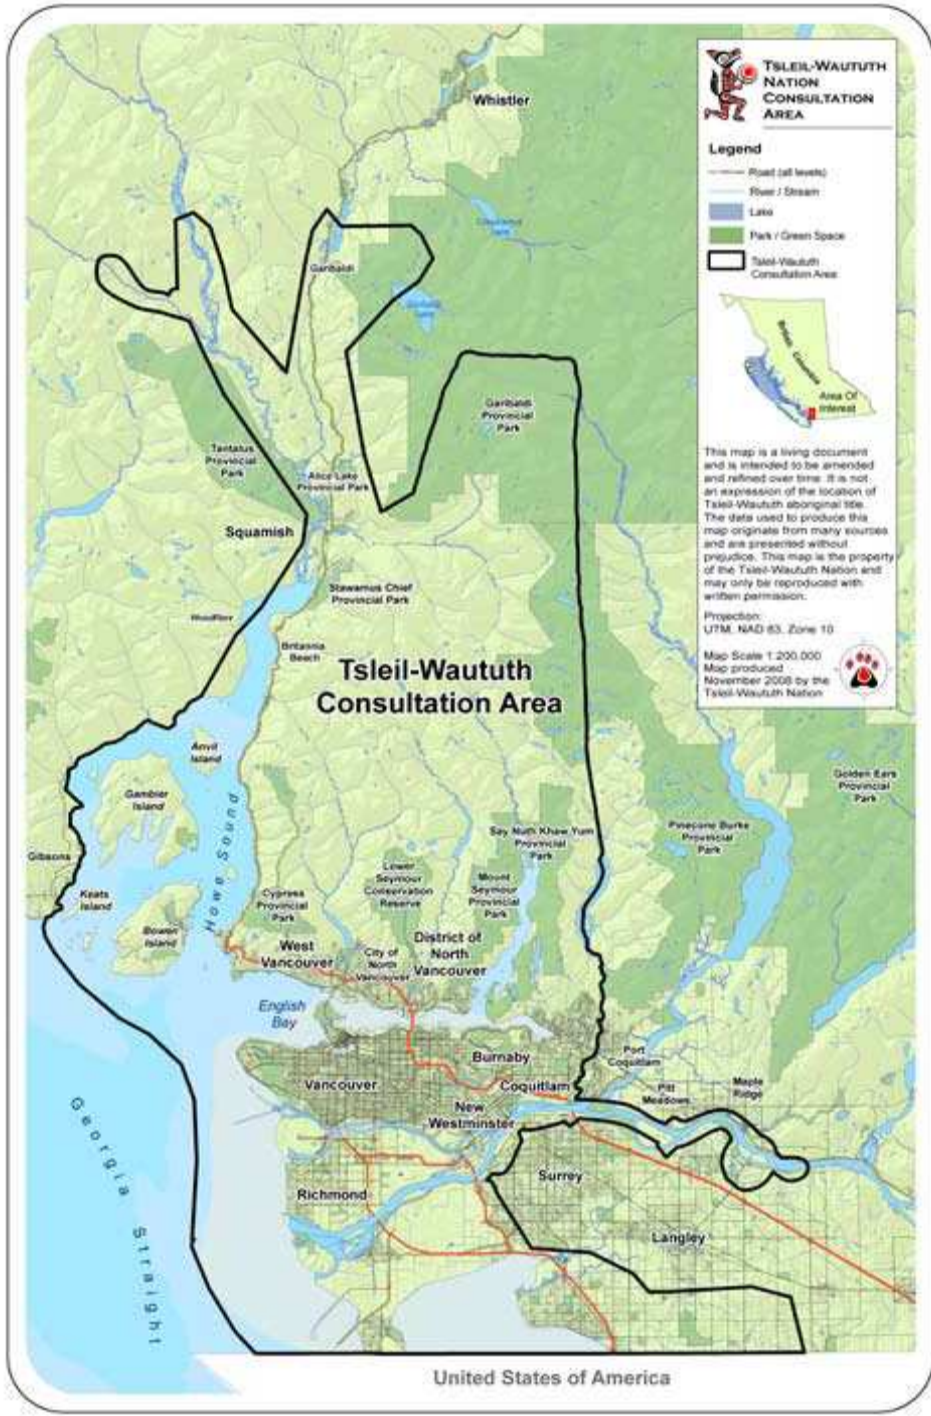 TSLEIL-WAUTUTH
NATION
CONSULTATION
AREA
Legend
Road (all levels)
River / Stream
Lake
Park / Green Space
Tsleil-Waututh
Consultation Area
British Columbia
Area Of
Interest
This map is a living document
and is intended to be amended
and refined over time. It is not
an expression of the location of
Tsleil-Waututh aboriginal title.
The data used to produce this
map originate from many sources
and are presented without
prejudice. This map is the property
of the Tsleil-Waututh Nation and
may only be reproduced with
written permission.
Projection:
UTM, NAD 83, Zone 10
Map Scale 1:200,000
Map produced
November 2008 by the
Tsleil-Waututh Nation
Whistler
Garibaldi
Garibaldi
Provincial
Park
Tantalus
Provincial
Park
Alice Lake
Provincial Park
Squamish
Stawamus Chief
Provincial Park
Woodfibre
Britannia
Beach
Tsleil-Waututh
Consultation Area
Anvil
Island
Gambier
Island
Howe Sound
Golden Ears
Provincial
Park
Say Nuth Khaw Yum
Provincial
Park
Pinecone Burke
Provincial
Park
Gibsons
Keats
Island
Bowen
Island
Cypress
Provincial
Park
Lower
Seymour
Conservation
Reserve
Mount
Seymour
Provincial
Park
West
Vancouver
City of
North
Vancouver
District of
North
Vancouver
English
Bay
Vancouver
Burnaby
Coquitlam
Port
Coquitlam
Pitt
Meadows
Maple
Ridge
New
Westminster
Richmond
Surrey
Langley
Georgia Straight
United States of America